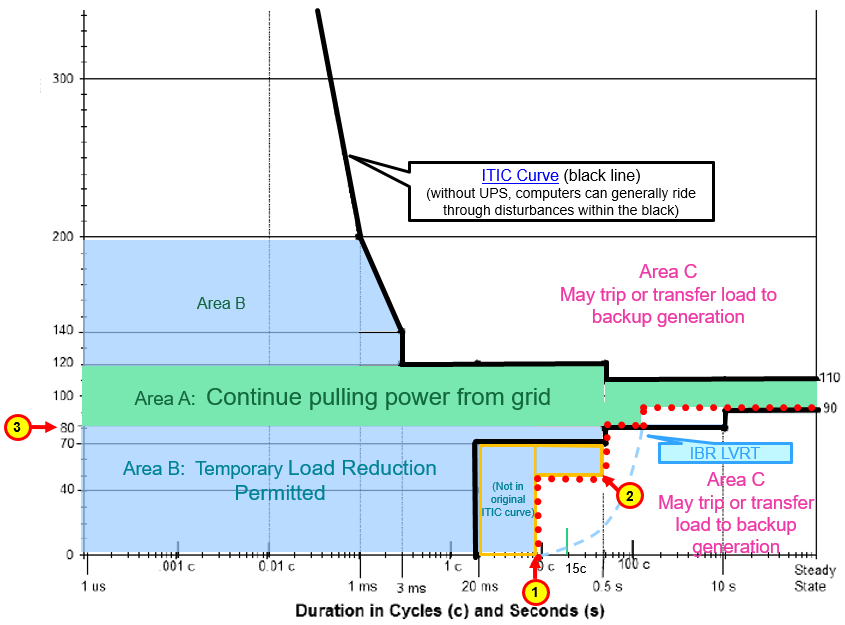 300
ITIC Curve (black line)
(without UPS, computers can generally ride
through disturbances within the black)
200
Area C
May trip or transfer load to
backup generation
Area B
140
120
110
100
Area A: Continue pulling power from grid
90
3
80
70
IBR LVRT
Area B: Temporary Load Reduction
Permitted
(Not in
original
ITIC curve)
2
Area C
May trip or transfer
load to backup
generation
40
0
.001 c
0.01 c
1 c
c
15c
100 c
Steady
State
1 us
1 ms
3 ms
20 ms
1
0.5 s
10 s
Duration in Cycles (c) and Seconds (s)